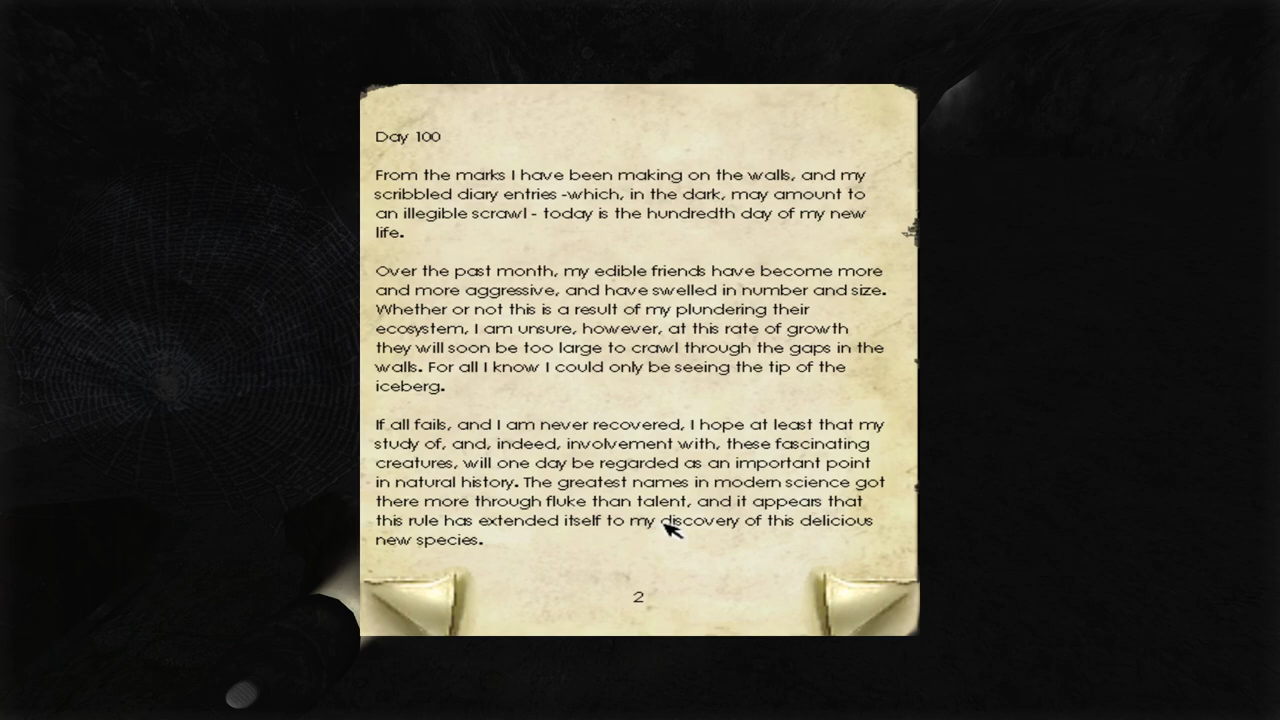 Day 100
From the marks I have been making on the walls, and my
scribbled diary entries -which, in the dark, may amount to
an illegible scrawl - today is the hundredth day of my new
life.
Over the past month, my edible friends have become more
and more aggressive, and have swelled in number and size.
Whether or not this is a result of my plundering their
ecosystem, I am unsure, however, at this rate of growth
they will soon be too large to crawl through the gaps in the
walls. For all I know I could only be seeing the tip of the
iceberg.
If all fails, and I am never recovered, I hope at least that my
study of, and, indeed, involvement with, these fascinating
creatures, will one day be regarded as an important point
in natural history. The greatest names in modern science got
there more through fluke than talent, and it appears that
this rule has extended itself to my discovery of this delicious
new species.
2